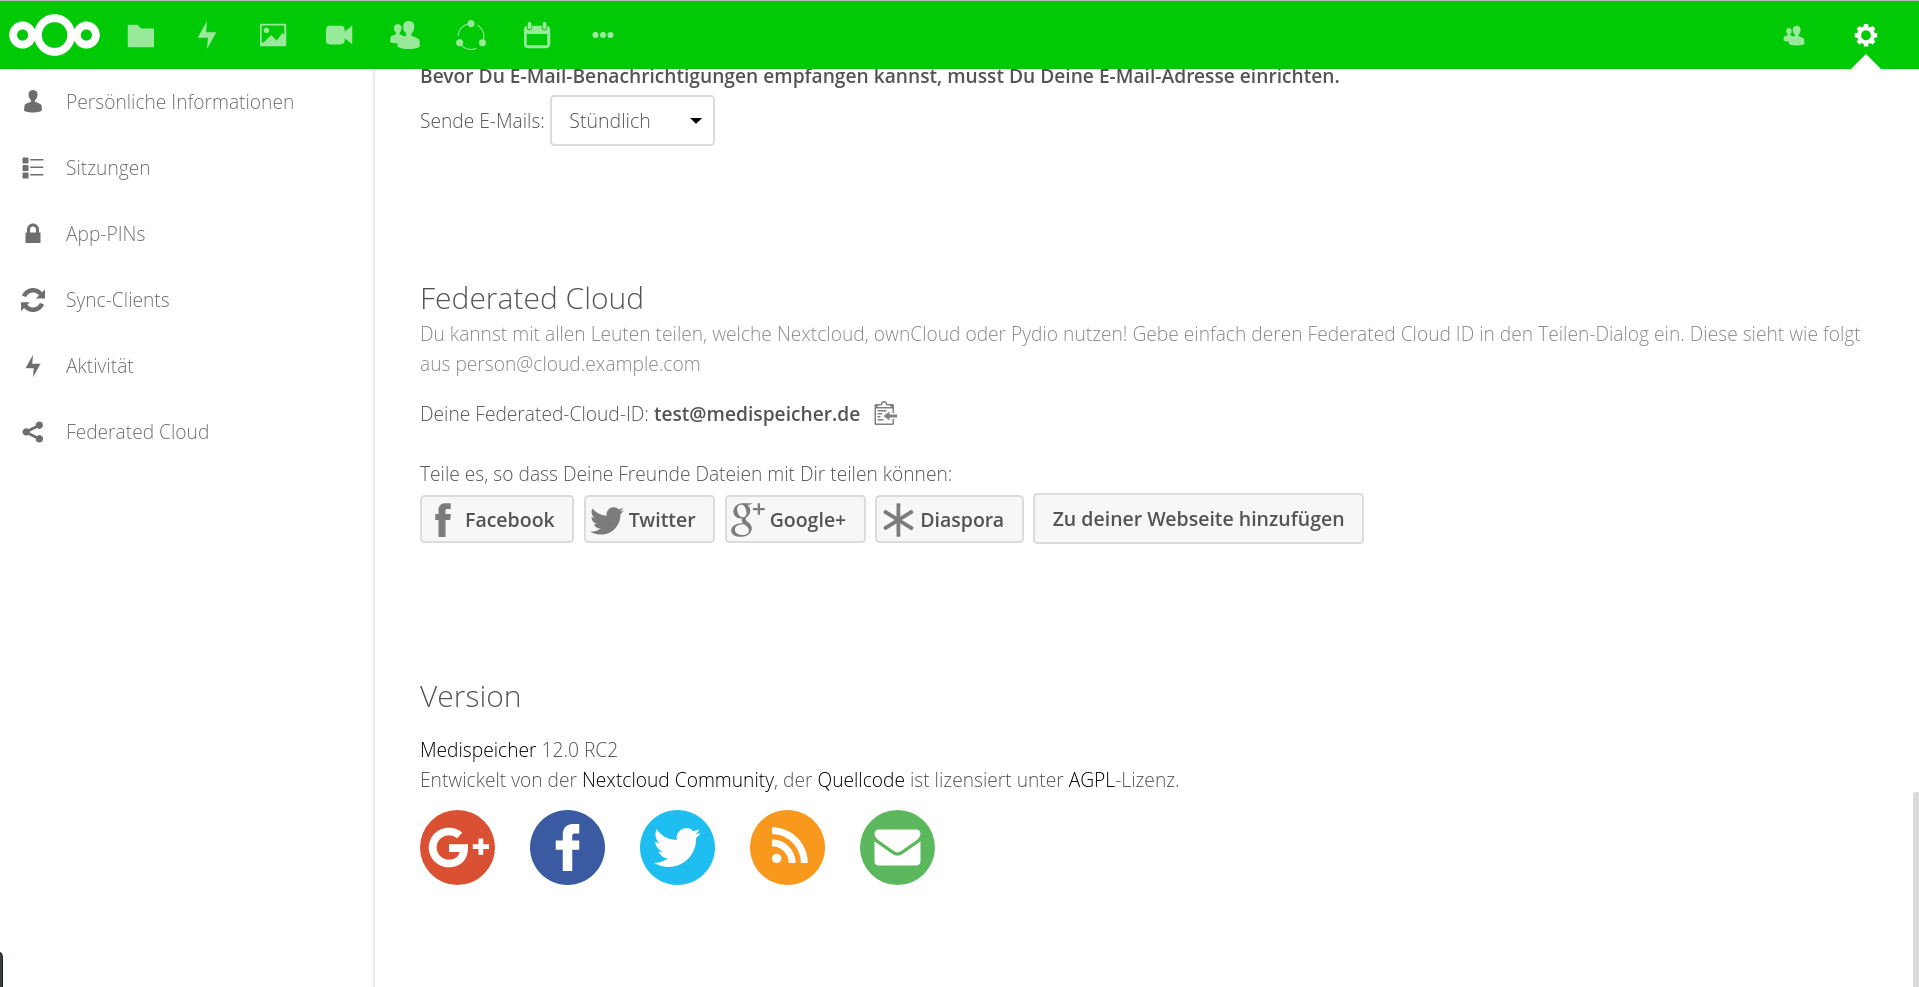 Bevor Du E-Mail-Benachrichtigungen empfangen kannst, musst Du Deine E-Mail-Adresse einrichten.
Persönliche Informationen
Sende E-Mails: Stündlich
Sitzungen
App-PINs
Sync-Clients
Aktivität
Federated Cloud
Federated Cloud
Du kannst mit allen Leuten teilen, welche Nextcloud, ownCloud oder Pydio nutzen! Gebe einfach deren Federated Cloud ID in den Teilen-Dialog ein. Diese sieht wie folgt
aus person@cloud.example.com
Deine Federated-Cloud-ID: test@medispeicher.de
Teile es, so dass Deine Freunde Dateien mit Dir teilen können:
Facebook Twitter Google+ Diaspora Zu deiner Webseite hinzufügen
Version
Medispeicher 12.0 RC2
Entwickelt von der Nextcloud Community, der Quellcode ist lizensiert unter AGPL-Lizenz.